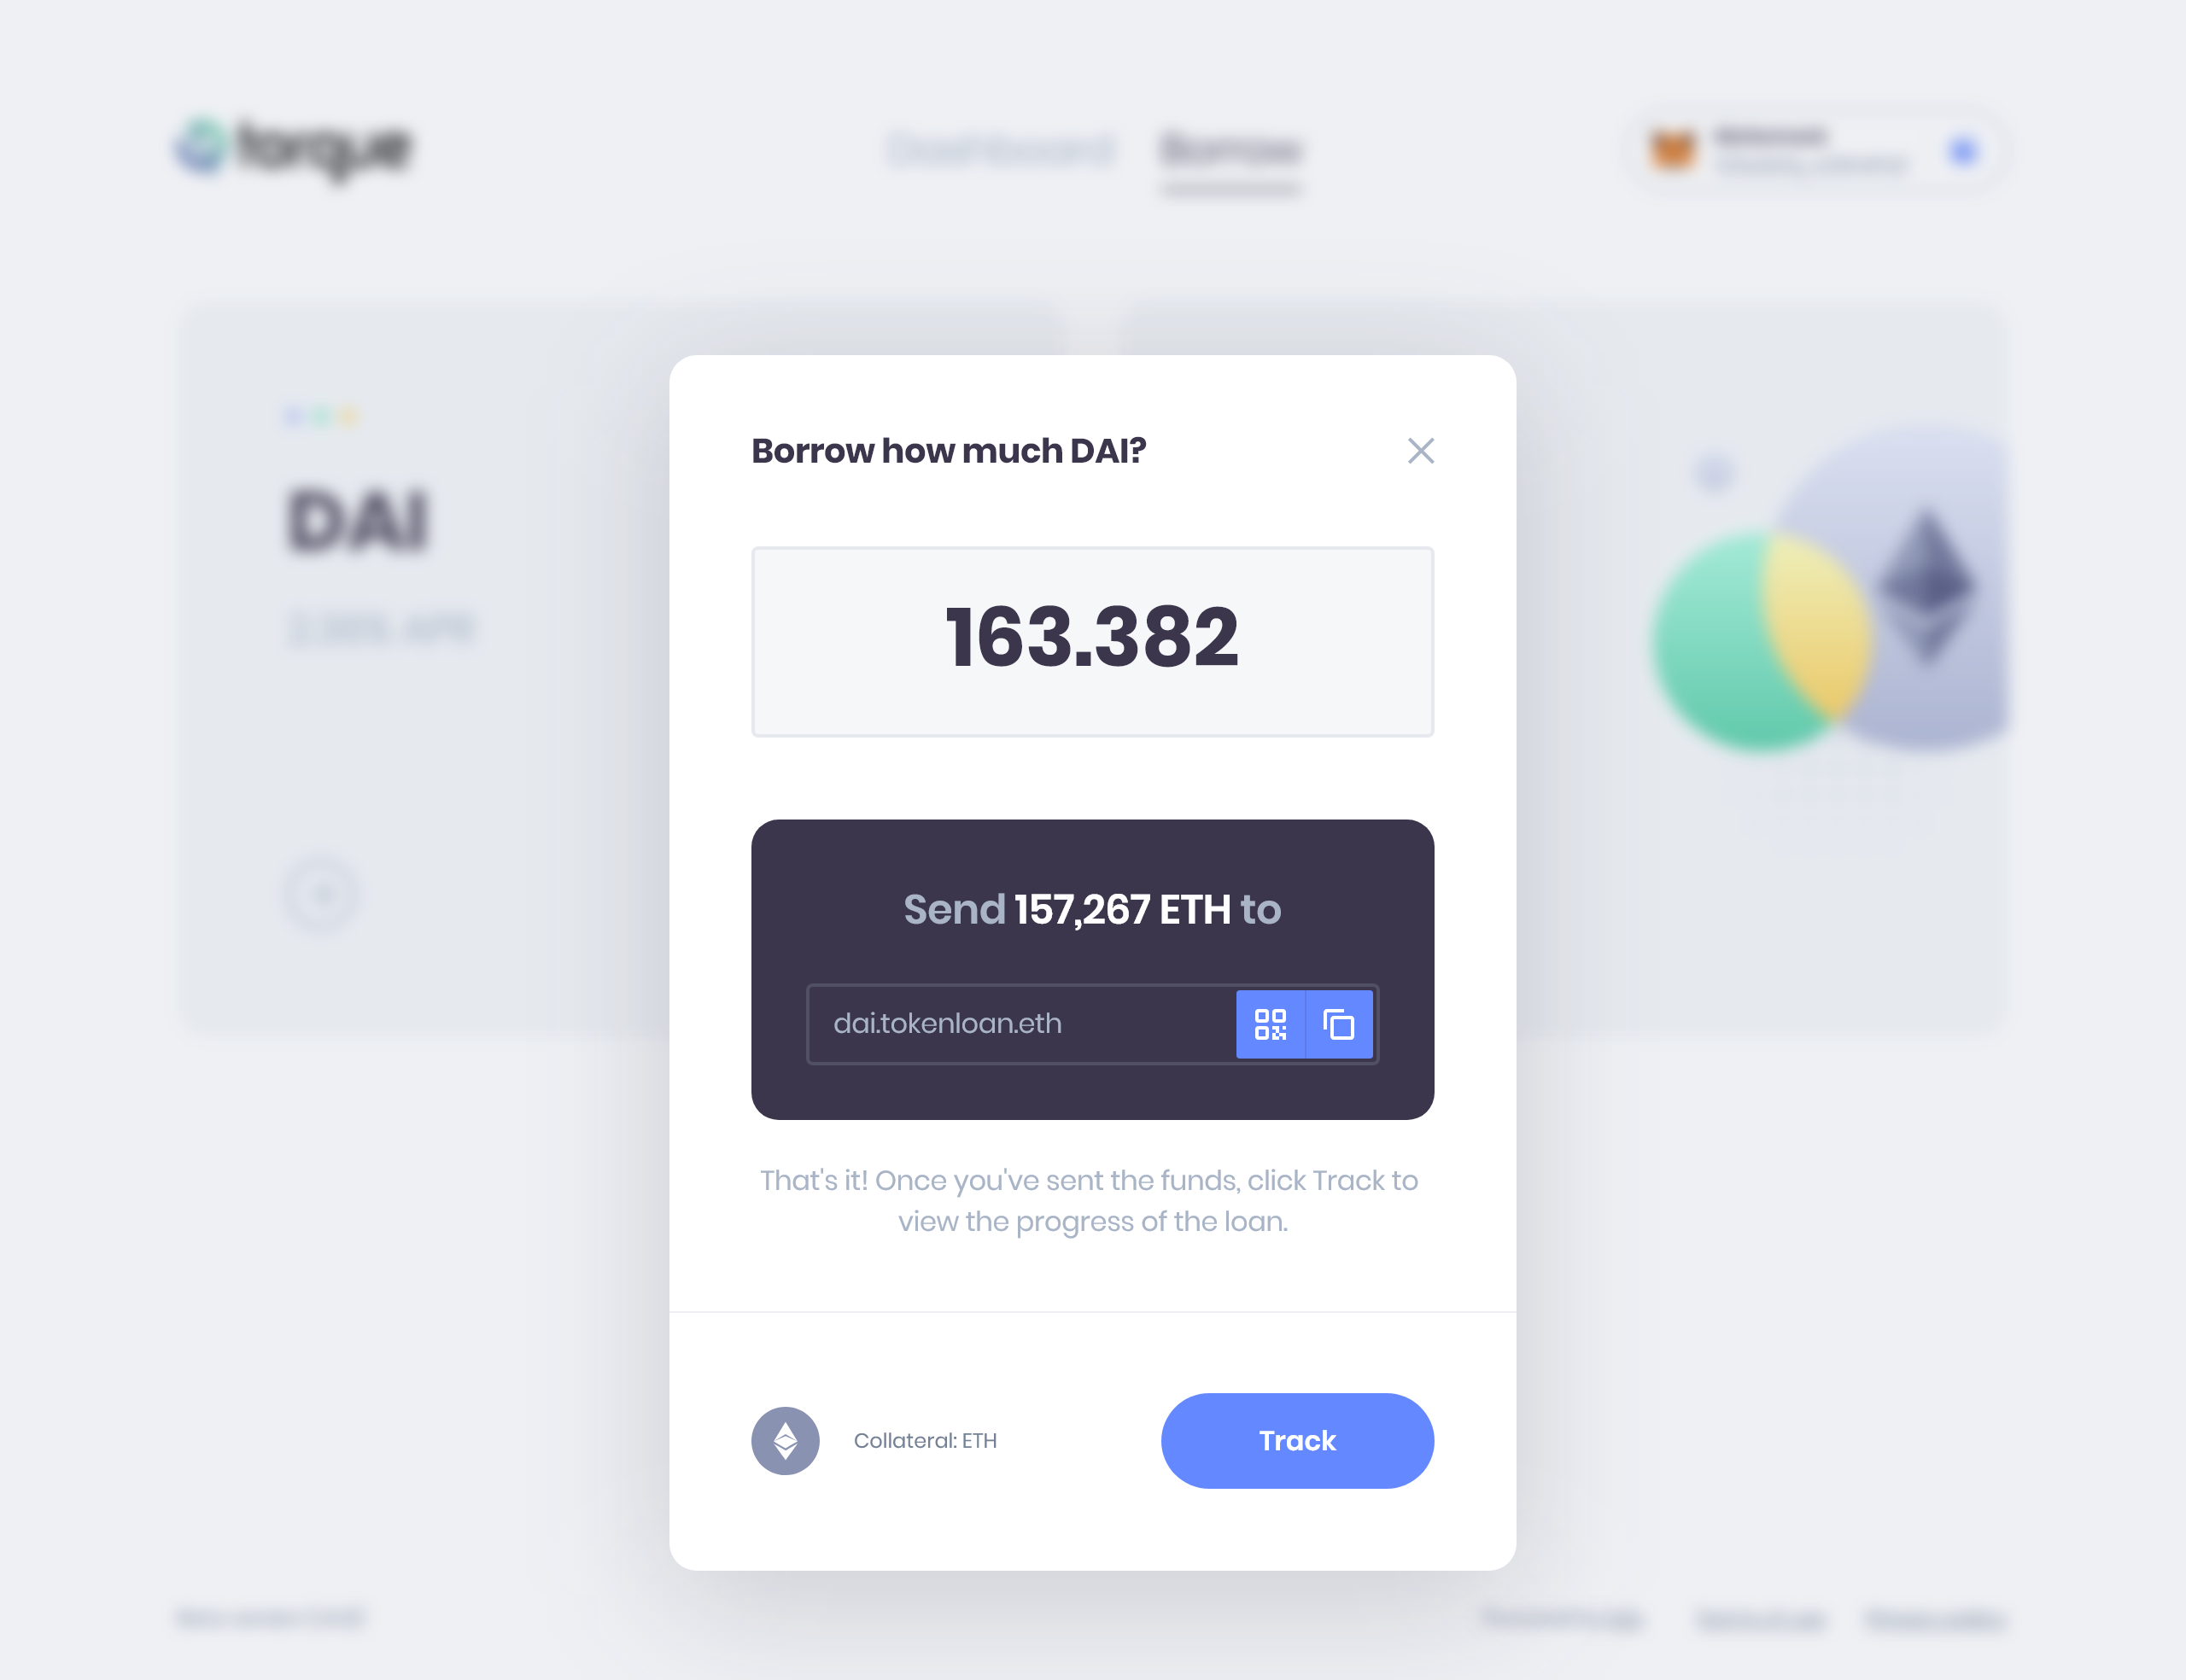 torque
Dashboard
Borrow
DAI
Borrow how much DAI?
163.382
Send 157,267 ETH to
dai.tokenloan.eth
That's it! Once you've sent the funds, click Track to
view the progress of the loan.
Collateral: ETH
Track